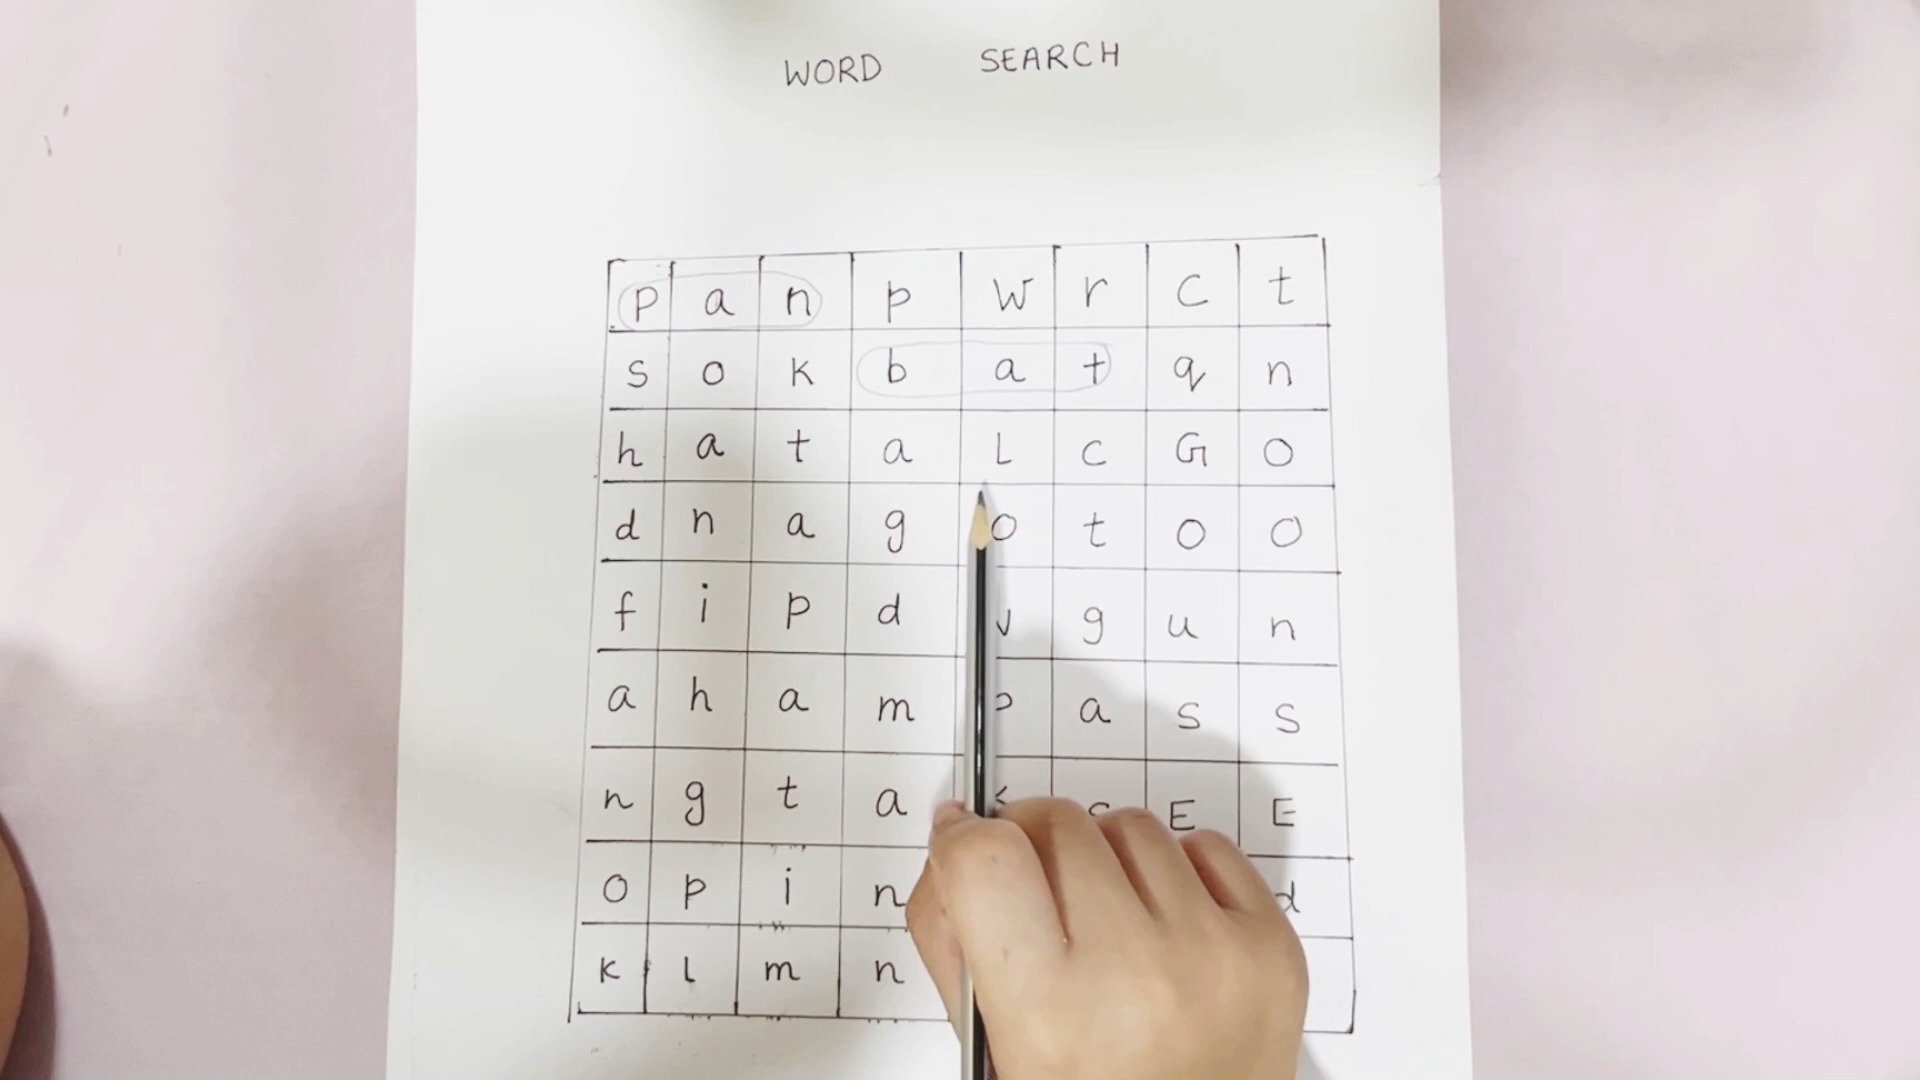 WORD SEARCH
p a n p w r c t
s o k b a t q n
h a t a L c G o
d n a g o t o o
f i p d g u n
a h a m a s s
n g t a E E
o p i n d
k l m n